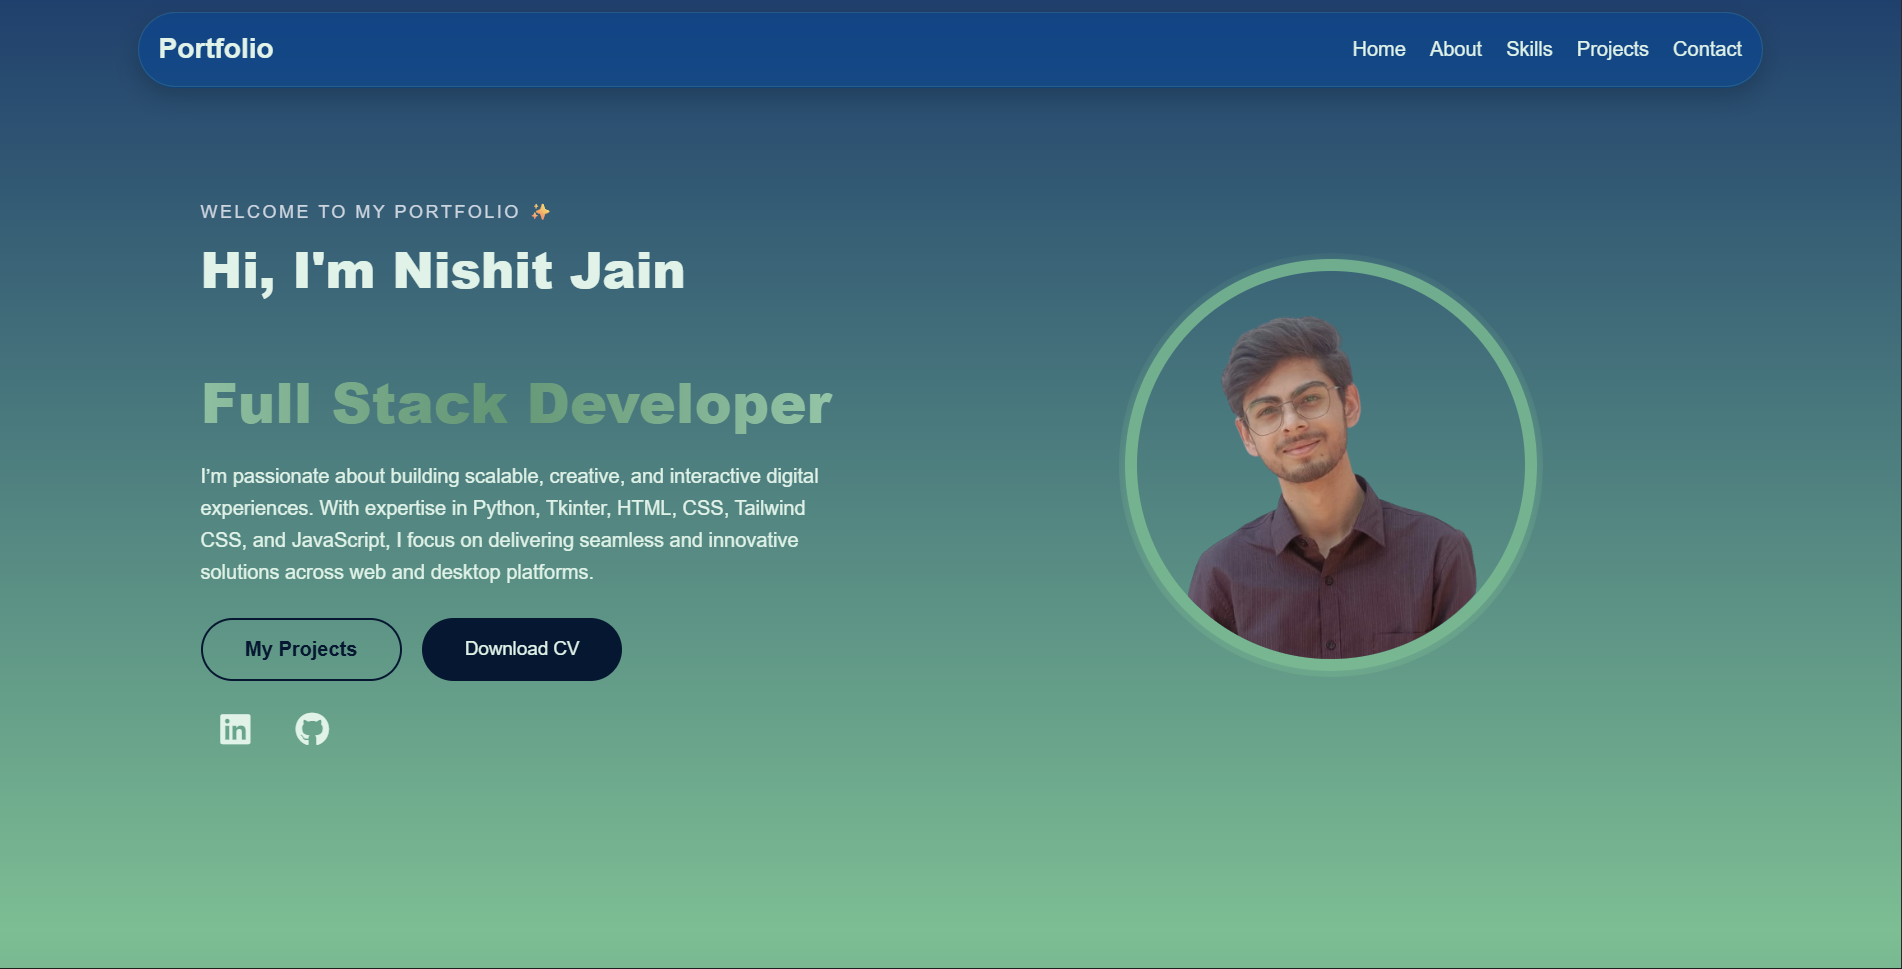 Portfolio
Home About Skills Projects Contact
WELCOME TO MY PORTFOLIO ✨
Hi, I'm Nishit Jain
Full Stack Developer
I’m passionate about building scalable, creative, and interactive digital
experiences. With expertise in Python, Tkinter, HTML, CSS, Tailwind
CSS, and JavaScript, I focus on delivering seamless and innovative
solutions across web and desktop platforms.
My Projects
Download CV
in